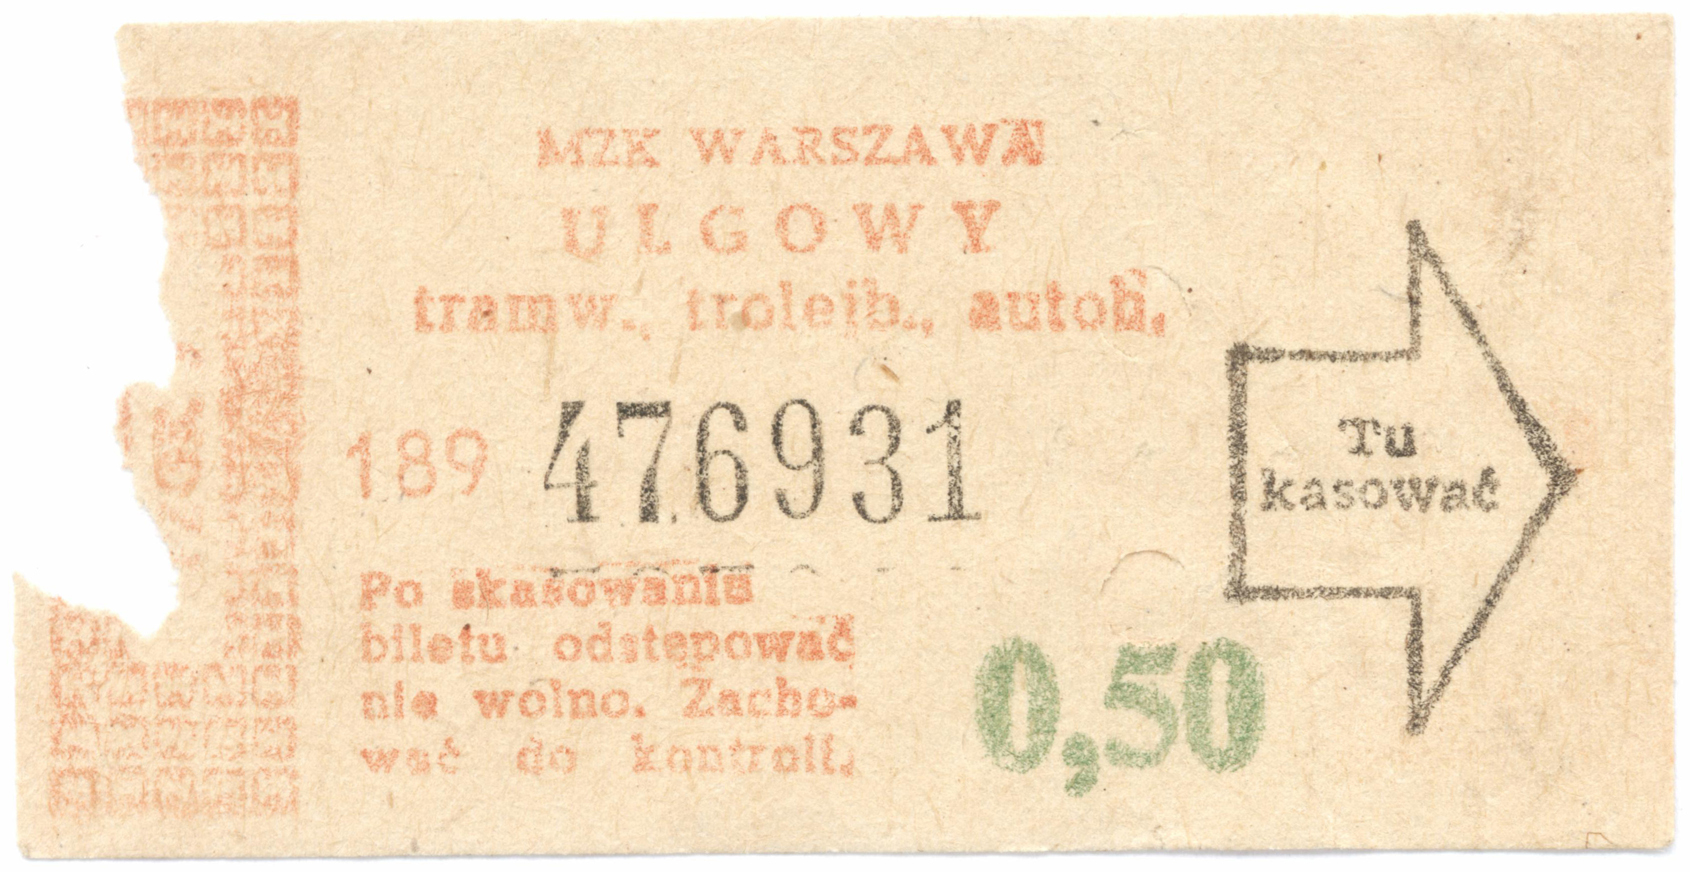 MZK WARSZAWA
ULGOWY
tramw., trolejb., autob.
189 476931
Tu
kasować
Po skasowaniu
biletu odstępować
nie wolno. Zacho-
wać do kontroli.
0,50